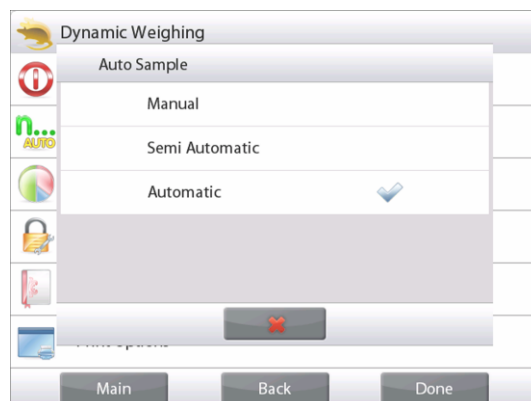 Dynamic Weighing
Auto Sample
Manual
n...
AUTO
Semi Automatic
Automatic
Main
Back
Done